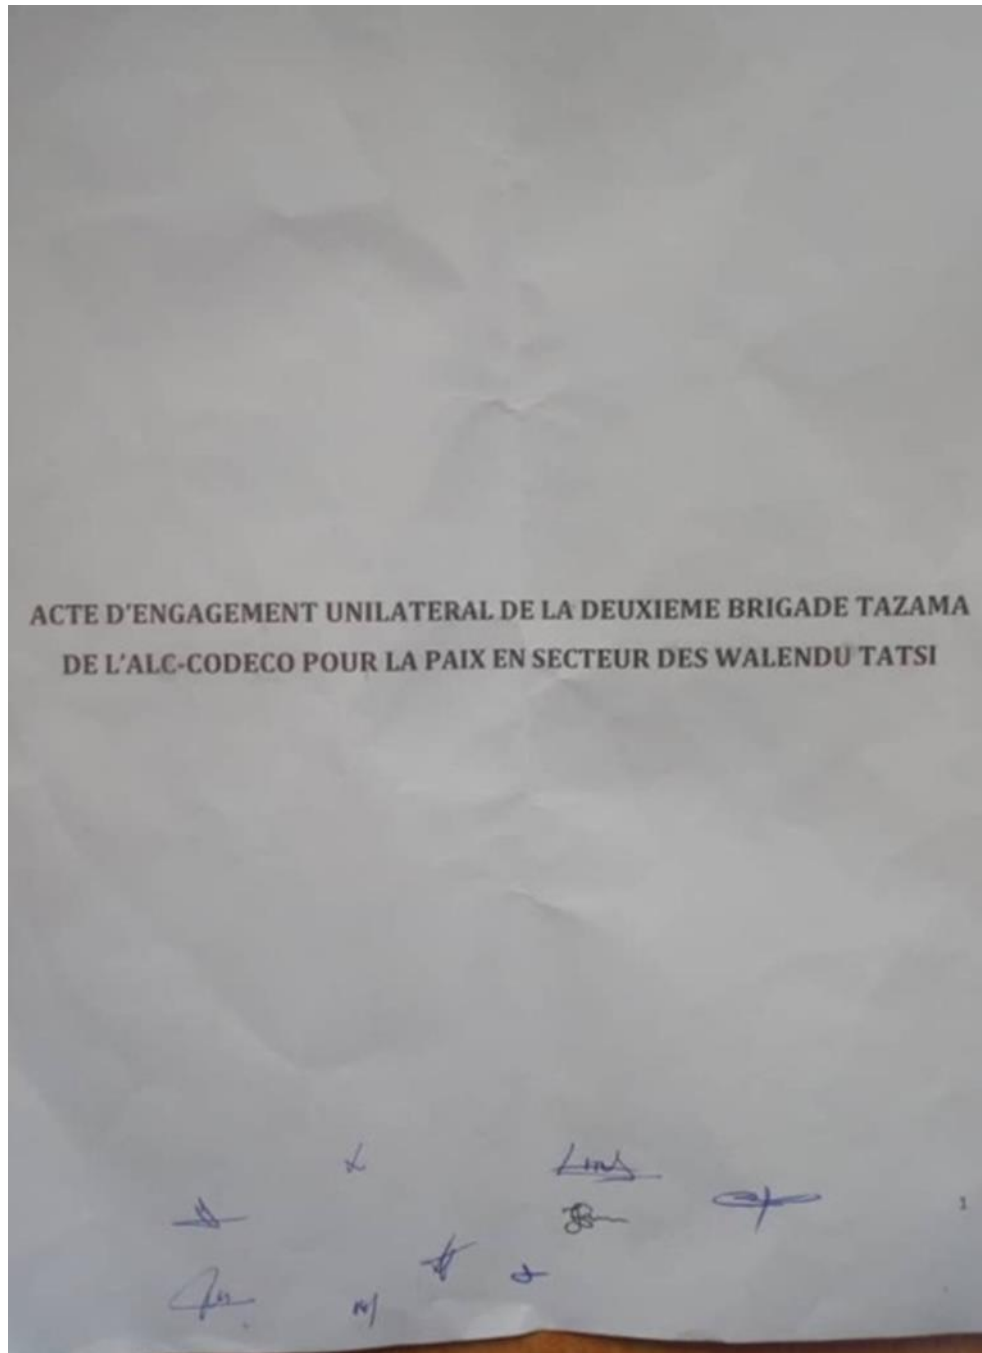 ACTE D'ENGAGEMENT UNILATERAL DE LA DEUXIEME BRIGADE TAZAMA
DE L'ALC-CODECO POUR LA PAIX EN SECTEUR DES WALENDU TATSI
1